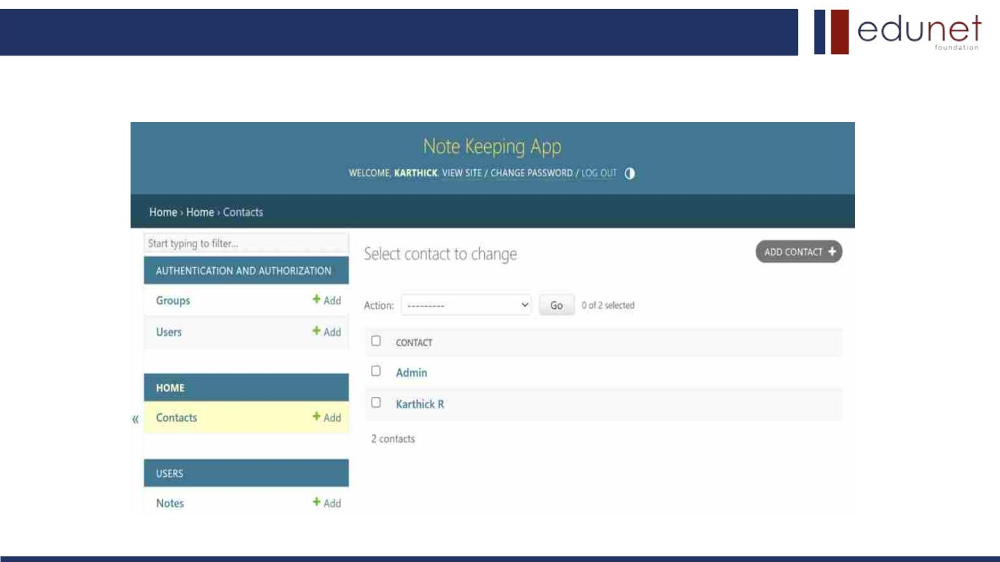 edunet
foundation
Note Keeping App
WELCOME, KARTHICK. VIEW SITE / CHANGE PASSWORD / LOG OUT
Home › Home › Contacts
Start typing to filter...
AUTHENTICATION AND AUTHORIZATION
Groups + Add
Users + Add
HOME
« Contacts + Add
USERS
Notes + Add
Select contact to change
ADD CONTACT +
Action: --------- Go 0 of 2 selected
CONTACT
Admin
Karthick R
2 contacts